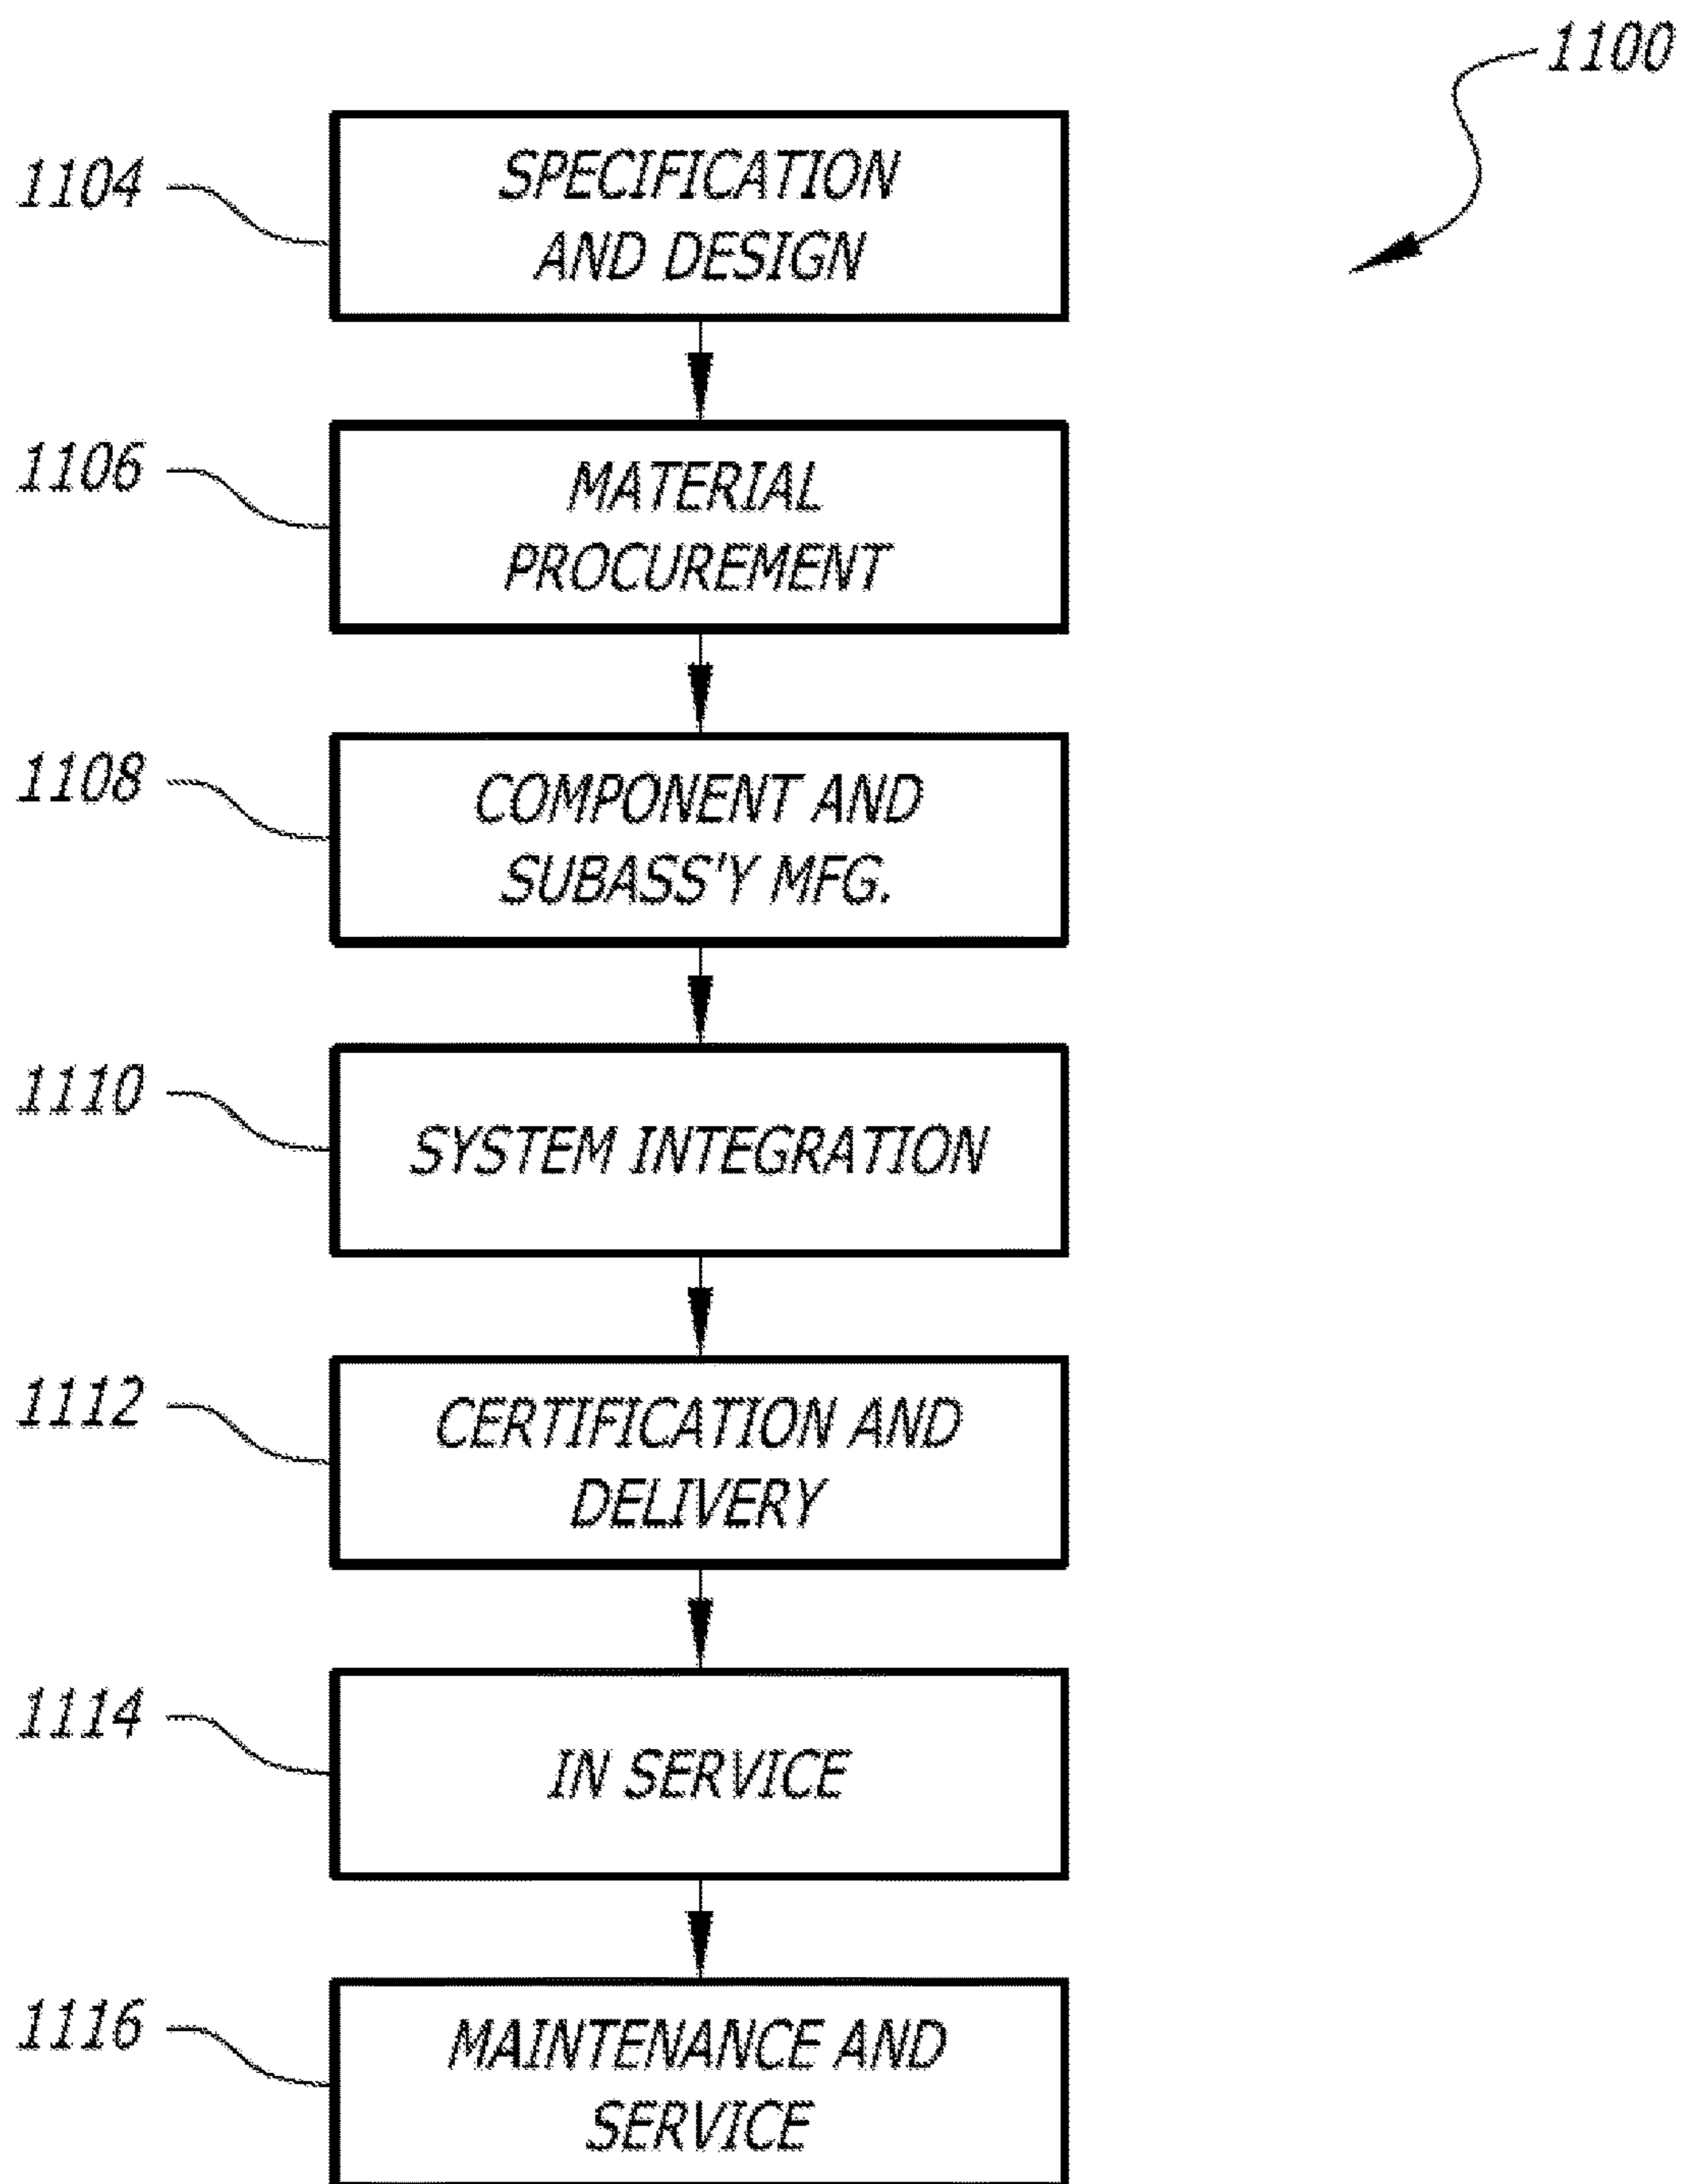 1100
1104
SPECIFICATION
AND DESIGN
1106
MATERIAL
PROCUREMENT
1108
COMPONENT AND
SUBASS'Y MFG.
1110
SYSTEM INTEGRATION
1112
CERTIFICATION AND
DELIVERY
1114
IN SERVICE
1116
MAINTENANCE AND
SERVICE